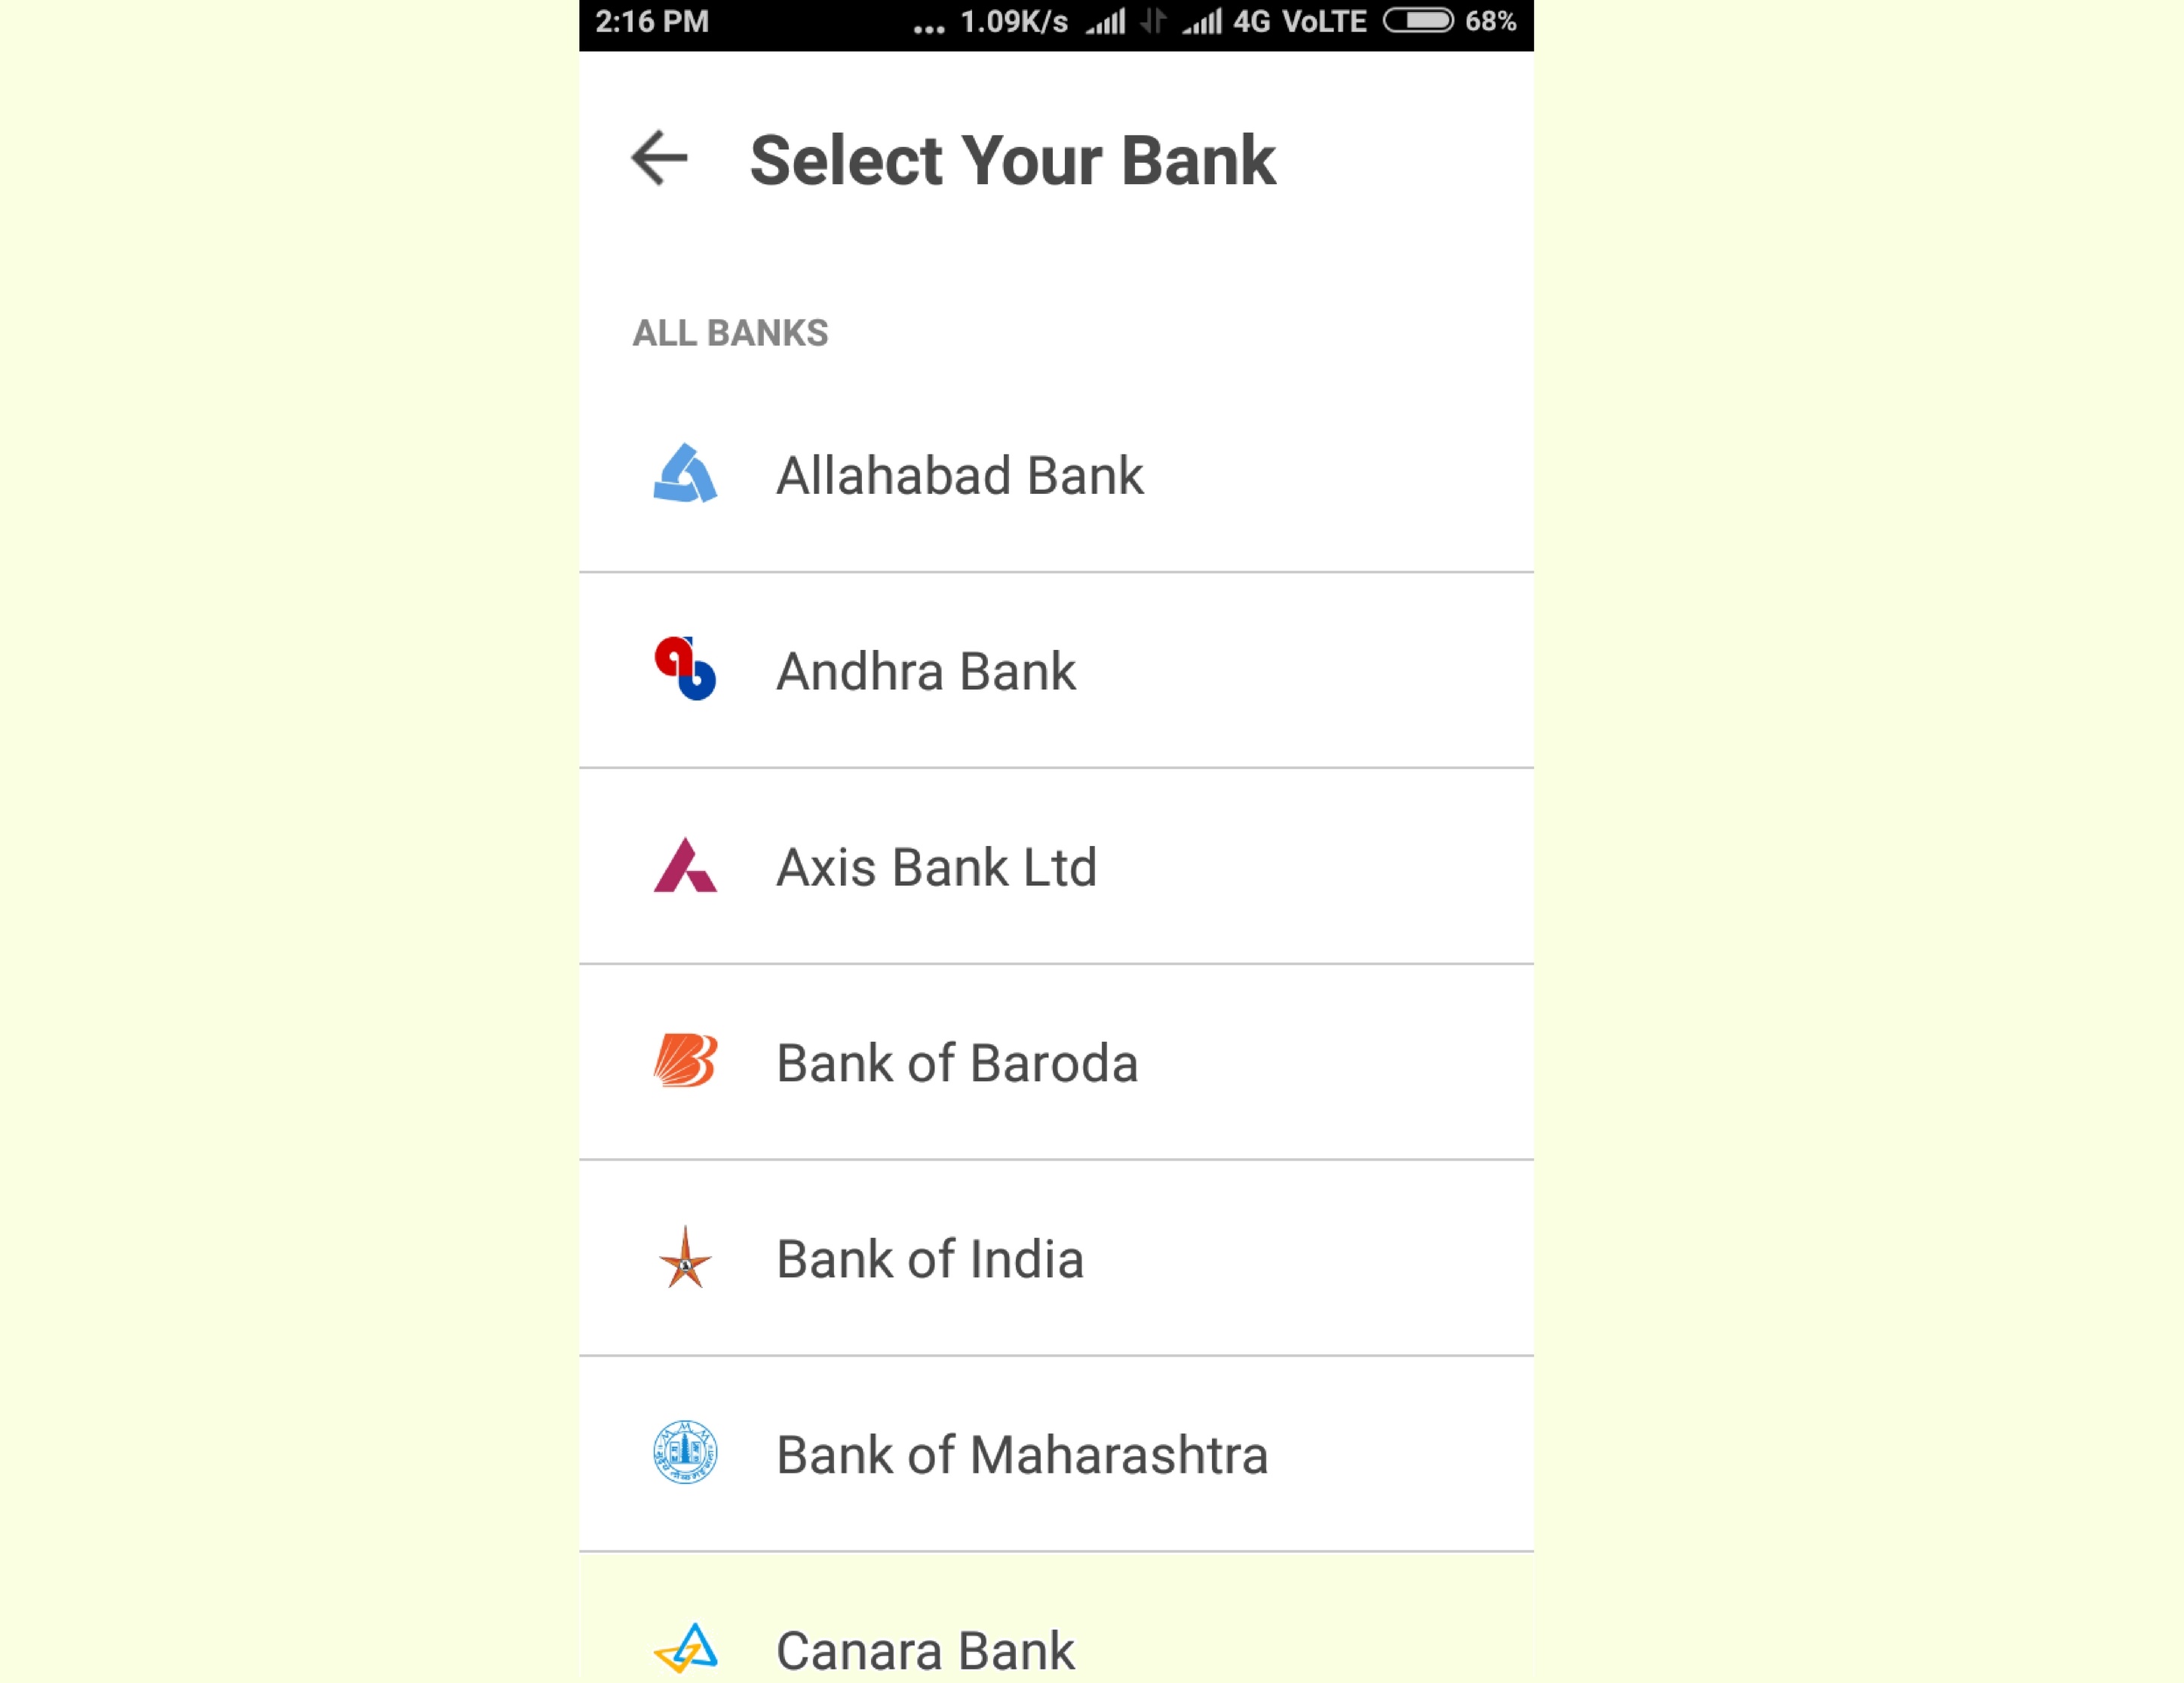 2:16 PM ... 1.09K/s 4G VoLTE 68%
Select Your Bank
ALL BANKS
Allahabad Bank
Andhra Bank
Axis Bank Ltd
Bank of Baroda
Bank of India
Bank of Maharashtra
Canara Bank